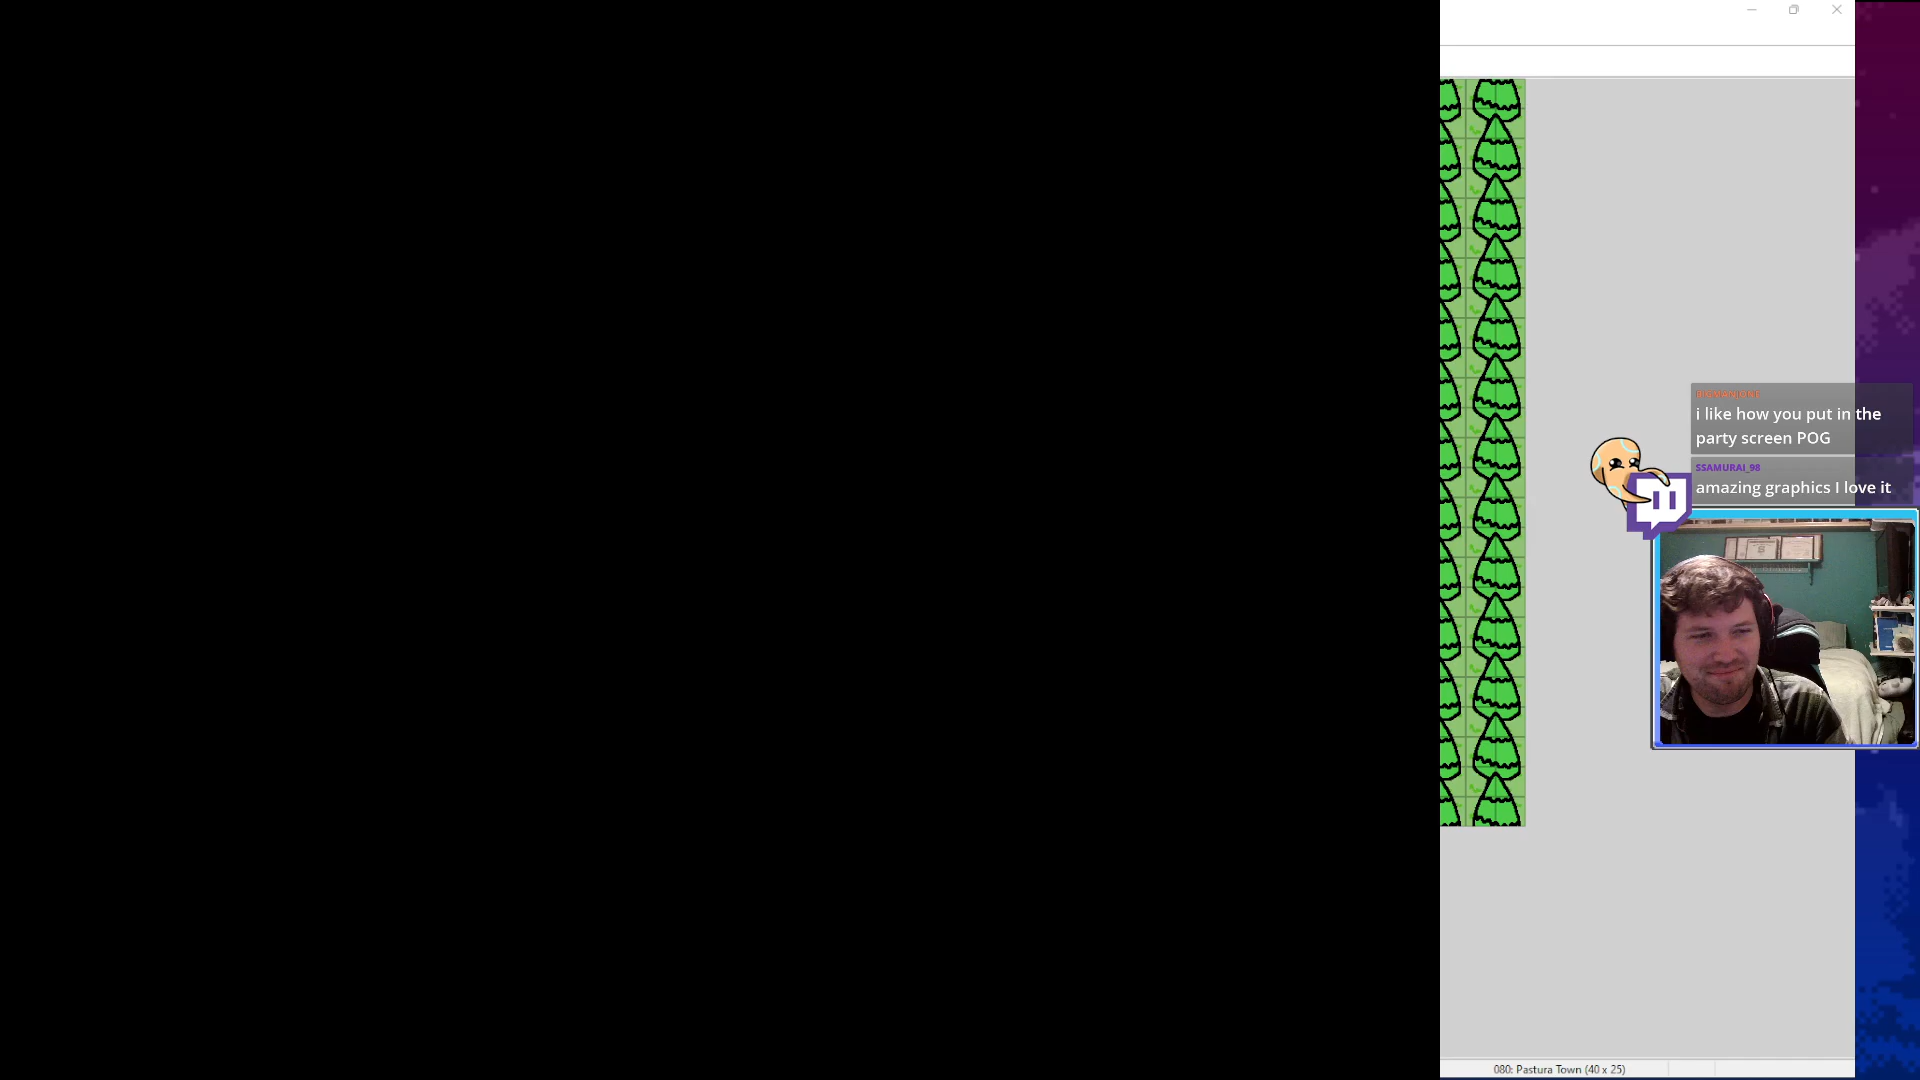 i like how you put in the
party screen POG
SSAMURAI_98
amazing graphics I love it
080: Pastura Town (40 x 25)